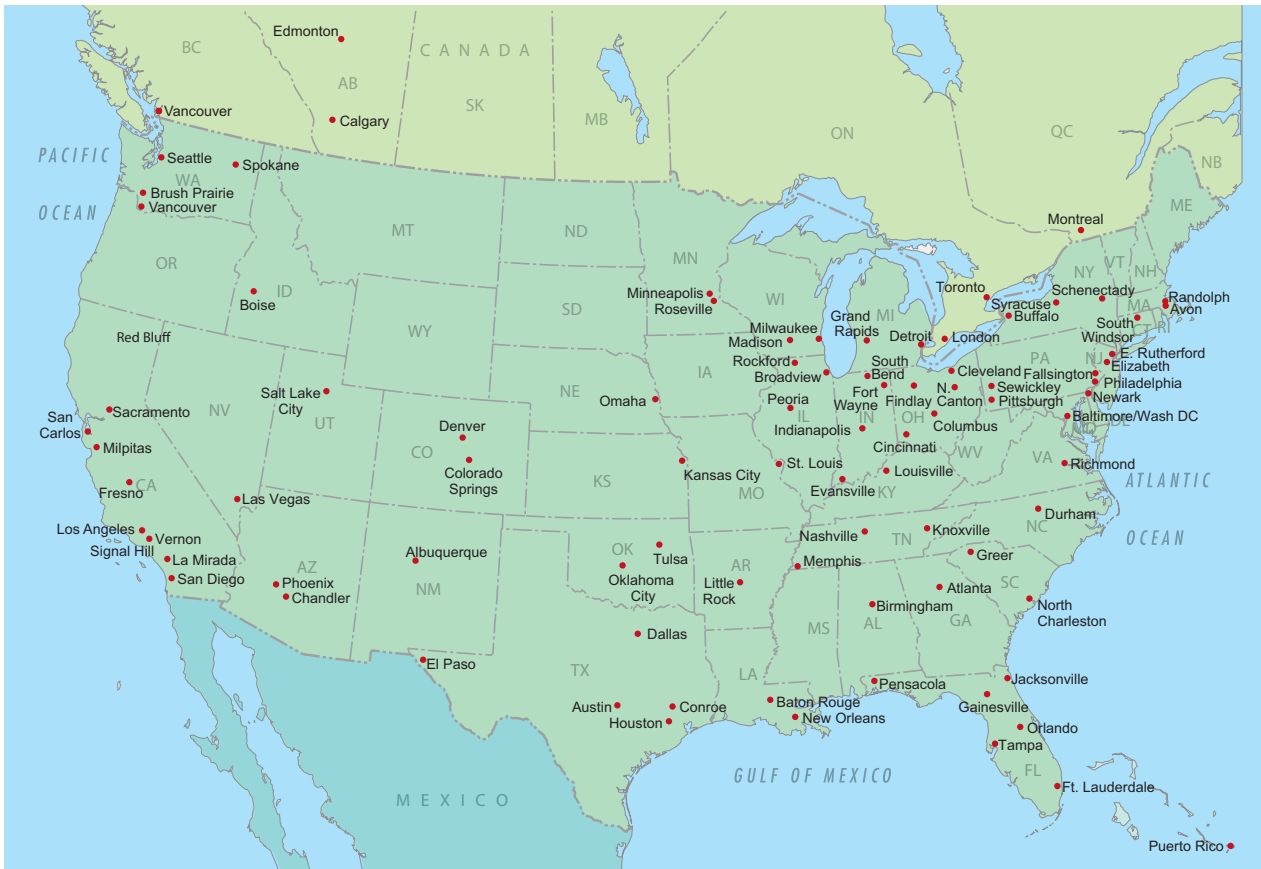 Edmonton
BC
CANADA
AB
SK
MB
ON
QC
NB
Vancouver
Calgary
PACIFIC
OCEAN
Seattle
Spokane
WA
Brush Prairie
Vancouver
MT
ND
MN
ME
Montreal
OR
ID
Boise
WY
SD
Minneapolis
Roseville
WI
MI
Toronto
NY
VT
NH
Schenectady
Syracuse
Buffalo
MA
Randolph
Avon
South
Windsor
CT
RI
Red Bluff
Milwaukee
Madison
Grand
Rapids
Detroit
London
Rockford
Broadview
South
Bend
Cleveland
PA
NJ
E. Rutherford
Elizabeth
Fallsington
Philadelphia
Newark
Sewickley
Pittsburgh
N.
Canton
Findlay
Fort
Wayne
IA
NE
Omaha
Peoria
IL
IN
OH
Columbus
Baltimore/Wash DC
MD
DE
Salt Lake
City
NV
UT
Sacramento
San
Carlos
Milpitas
Denver
CO
Colorado
Springs
Indianapolis
Cincinnati
WV
VA
Richmond
Kansas City
St. Louis
Louisville
Evansville
KY
KS
MO
Fresno
CA
Las Vegas
ATLANTIC
OCEAN
Durham
NC
Los Angeles
Vernon
Signal Hill
La Mirada
San Diego
Nashville
Knoxville
TN
Greer
Albuquerque
OK
Tulsa
Oklahoma
City
AR
Little
Rock
Memphis
AZ
Phoenix
Chandler
NM
Atlanta
SC
Birmingham
North
Charleston
MS
AL
GA
Dallas
TX
El Paso
LA
Pensacola
Jacksonville
Gainesville
Austin
Conroe
Houston
Baton Rouge
New Orleans
Orlando
Tampa
FL
GULF OF MEXICO
Ft. Lauderdale
MEXICO
Puerto Rico